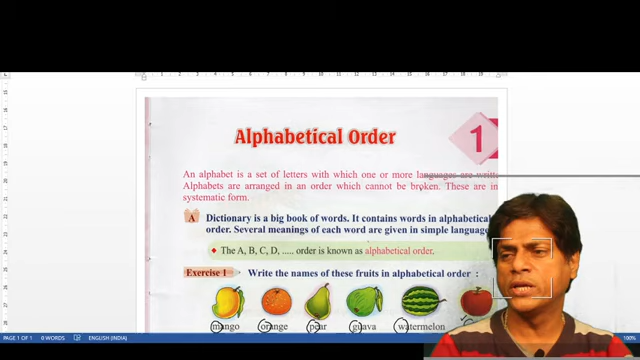 Alphabetical Order
1
An alphabet is a set of letters with which one or more languages are
Alphabets are arranged in an order which cannot be broken. These are in
systematic form.
A Dictionary is a big book of words. It contains words in alphabetical
order. Several meanings of each word are given in simple language
The A, B, C, D, ..... order is known as alphabetical order.
Exercise 1 Write the names of these fruits in alphabetical order :
mango orange pear guava watermelon
PAGE 1 OF 1 0 WORDS ENGLISH (INDIA) 100%